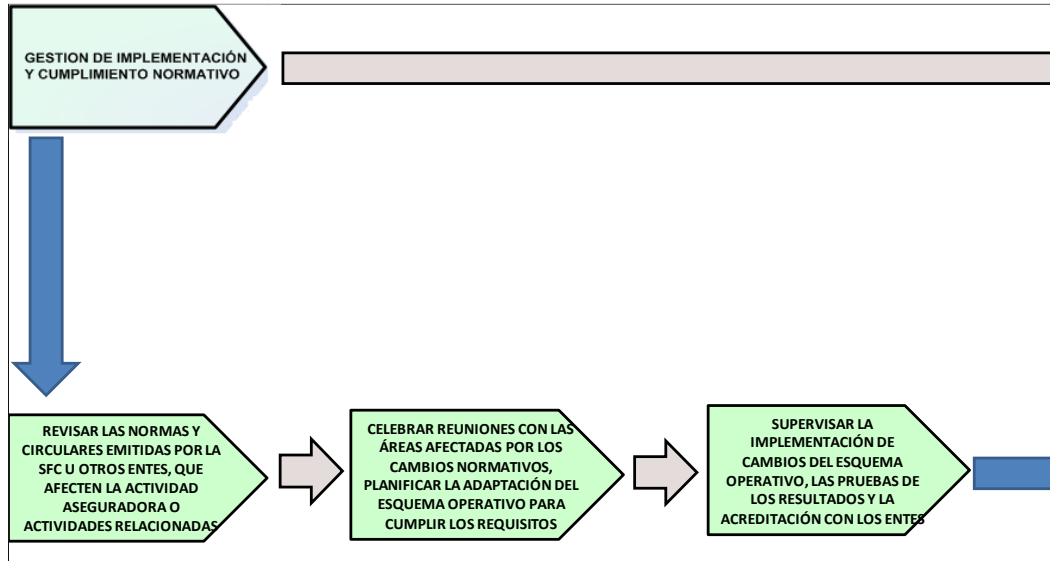 GESTION DE IMPLEMENTACIÓN
Y CUMPLIMIENTO NORMATIVO
REVISAR LAS NORMAS Y
CIRCULARES EMITIDAS POR LA
SFC U OTROS ENTES, QUE
AFECTEN LA ACTIVIDAD
ASEGURADORA O
ACTIVIDADES RELACIONADAS
CELEBRAR REUNIONES CON LAS
ÁREAS AFECTADAS POR LOS
CAMBIOS NORMATIVOS,
PLANIFICAR LA ADAPTACIÓN DEL
ESQUEMA OPERATIVO PARA
CUMPLIR LOS REQUISITOS
SUPERVISAR LA
IMPLEMENTACIÓN DE
CAMBIOS DEL ESQUEMA
OPERATIVO, LAS PRUEBAS DE
LOS RESULTADOS Y LA
ACREDITACIÓN CON LOS ENTES